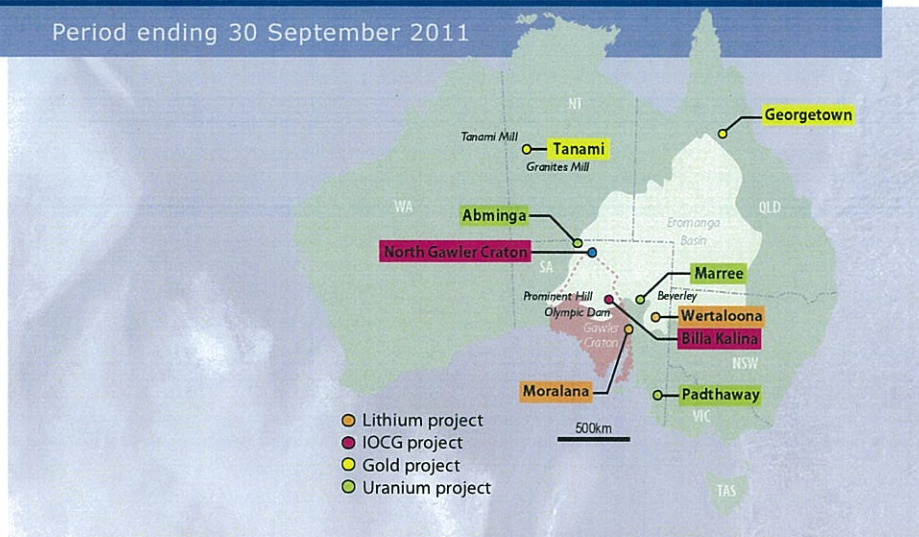 Period ending 30 September 2011
NT
Georgetown
Tanami Mill
Tanami
Granites Mill
WA
QLD
Abminga
Eromanga
Basin
North Gawler Craton
SA
Marree
Prominent Hill
Beverley
Olympic Dam
Wertaloona
Gawler
Craton
Billa Kalina
NSW
Moralana
Padthaway
VIC
500km
Lithium project
IOCG project
Gold project
Uranium project
TAS